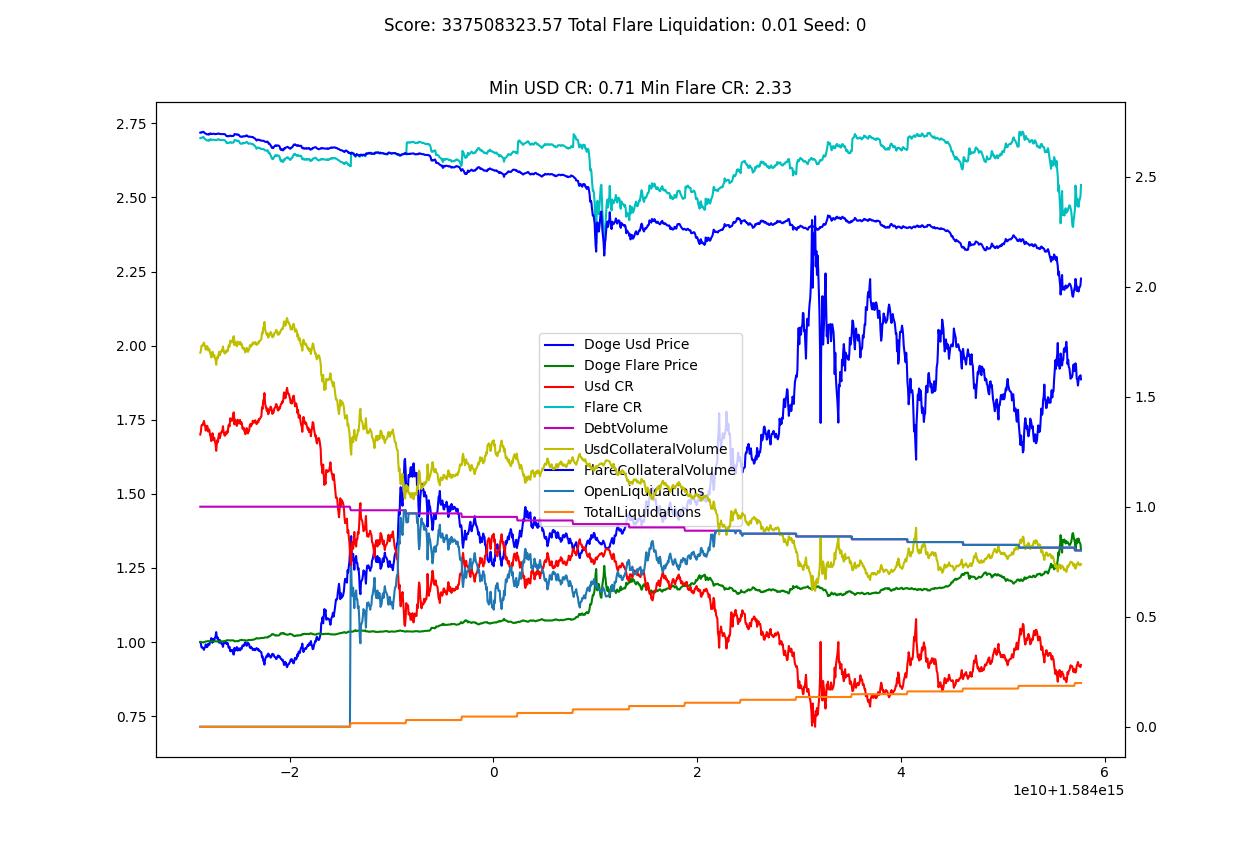 Score: 337508323.57 Total Flare Liquidation: 0.01 Seed: 0
Min USD CR: 0.71 Min Flare CR: 2.33
2.75
2.50
2.25
2.00
1.75
1.50
1.25
1.00
0.75
Doge Usd Price
Doge Flare Price
Usd CR
Flare CR
DebtVolume
UsdCollateralVolume
FlareCollateralVolume
OpenLiquidations
TotalLiquidations
2.5
2.0
1.5
1.0
0.5
0.0
−2 0 2 4 6
1e10+1.584e15